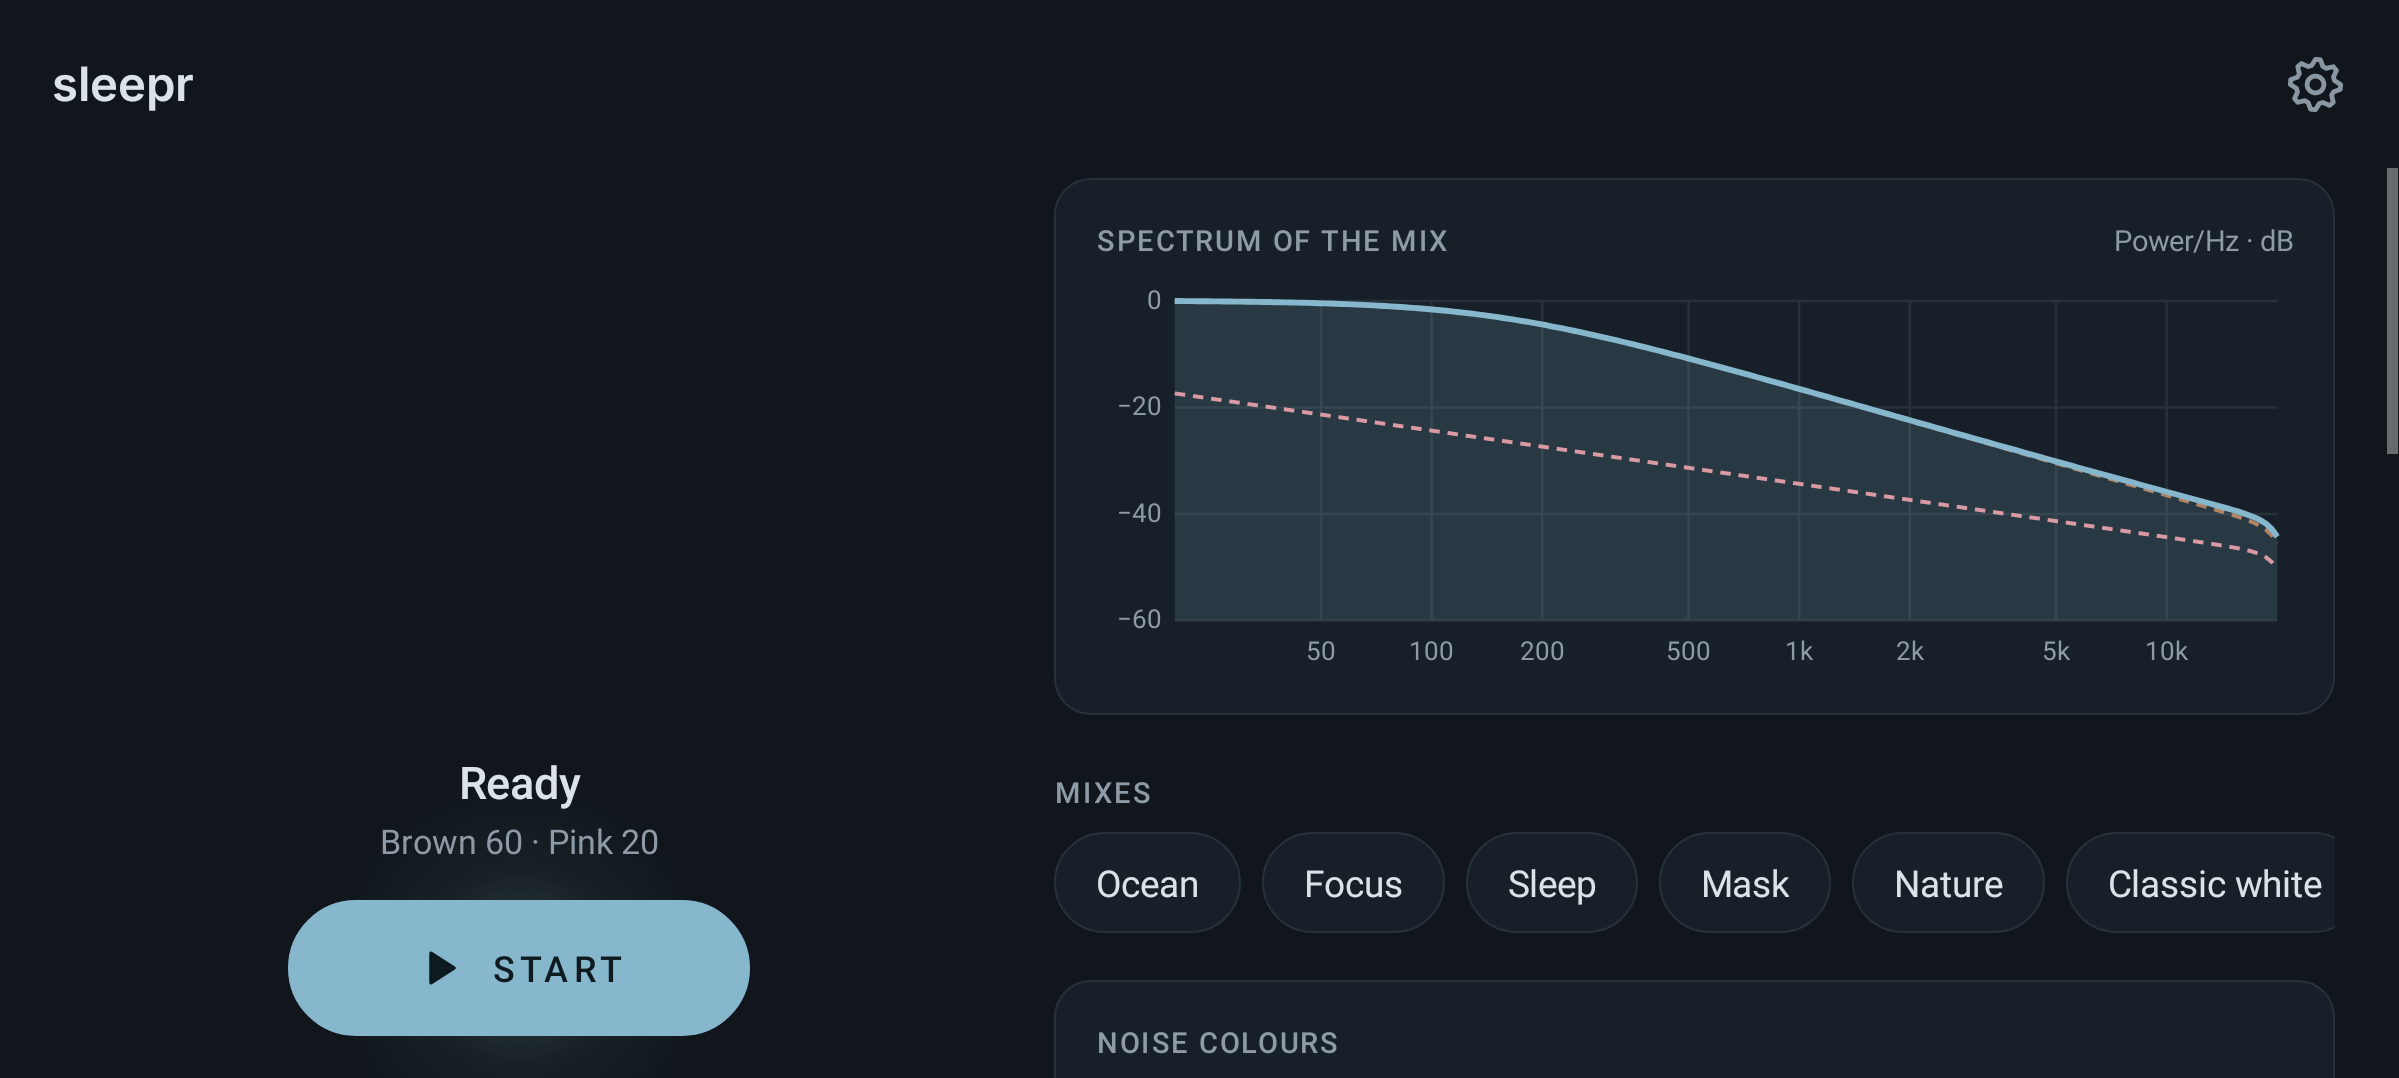 sleepr
SPECTRUM OF THE MIX
Power/Hz · dB
0
−20
−40
−60
50 100 200 500 1k 2k 5k 10k
Ready
Brown 60 · Pink 20
START
MIXES
Ocean Focus Sleep Mask Nature Classic white
NOISE COLOURS